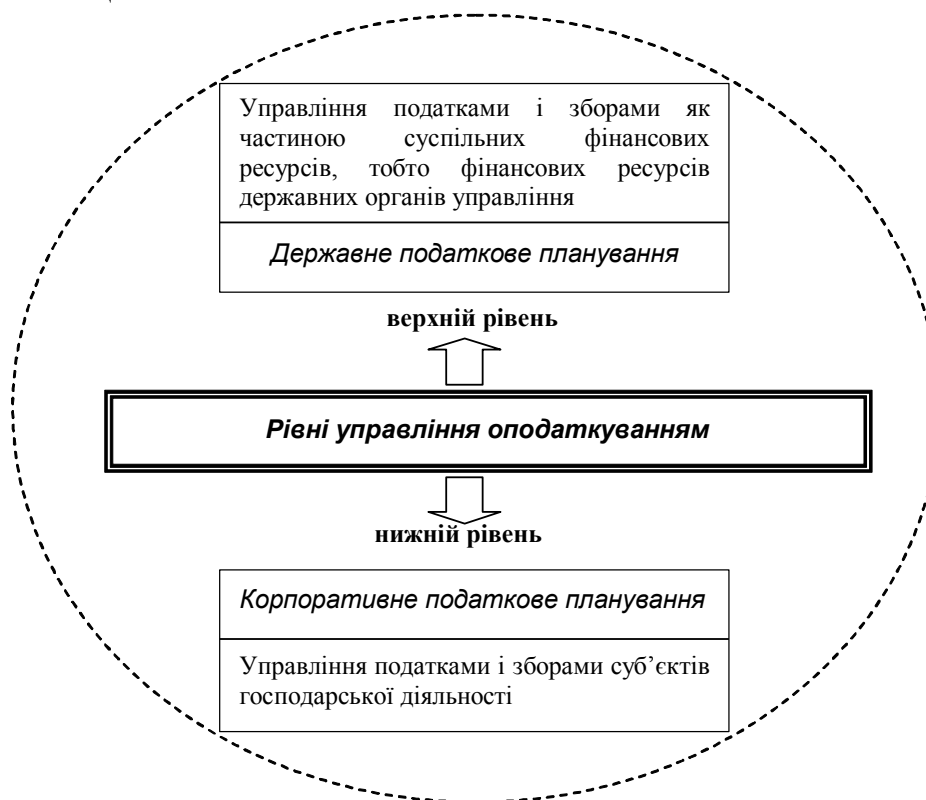 Управління податками і зборами як
частиною суспільних фінансових
ресурсів, тобто фінансових ресурсів
державних органів управління
Державне податкове планування
верхній рівень
Рівні управління оподаткуванням
нижній рівень
Корпоративне податкове планування
Управління податками і зборами суб’єктів
господарської діяльності